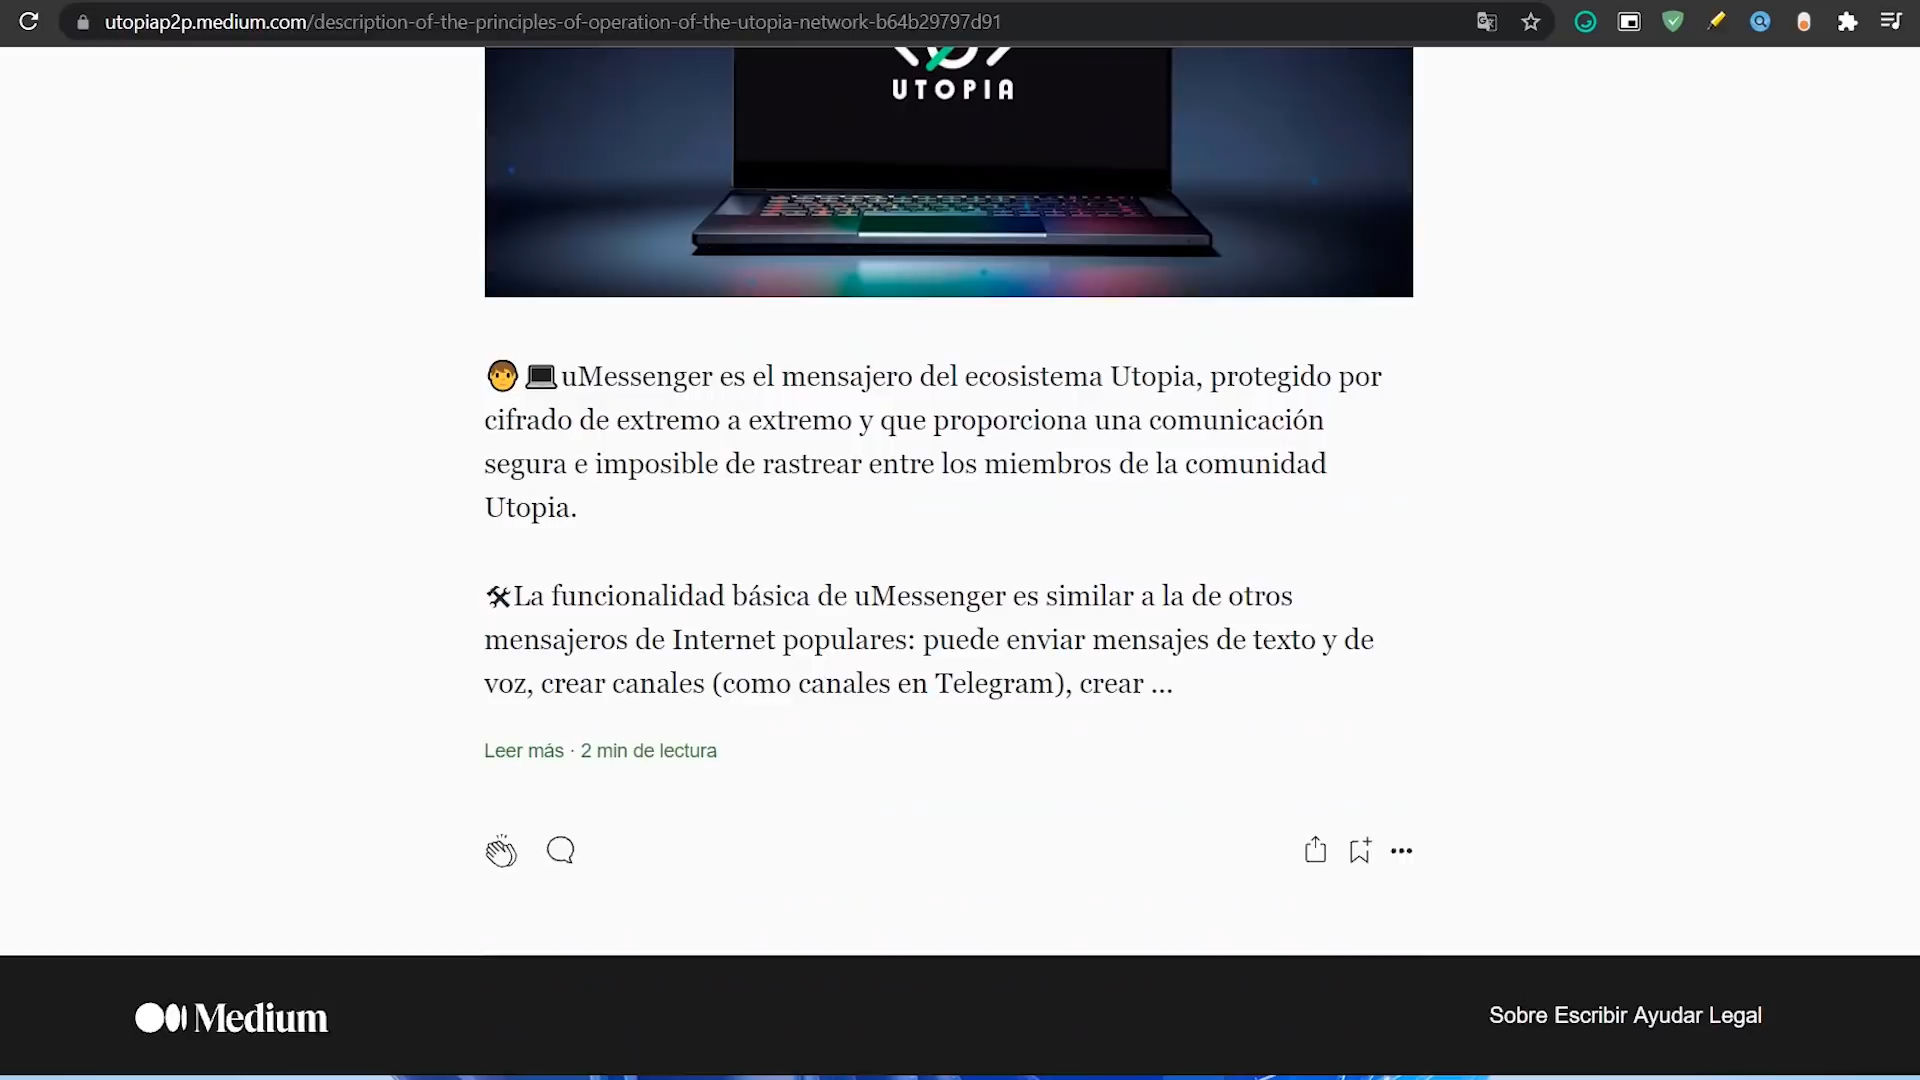 utopiap2p.medium.com/description-of-the-principles-of-operation-of-the-utopia-network-b64b29797d91
UTOPIA
🧑💻uMessenger es el mensajero del ecosistema Utopia, protegido por
cifrado de extremo a extremo y que proporciona una comunicación
segura e imposible de rastrear entre los miembros de la comunidad
Utopia.
🛠La funcionalidad básica de uMessenger es similar a la de otros
mensajeros de Internet populares: puede enviar mensajes de texto y de
voz, crear canales (como canales en Telegram), crear ...
Leer más · 2 min de lectura
Medium
Sobre Escribir Ayudar Legal